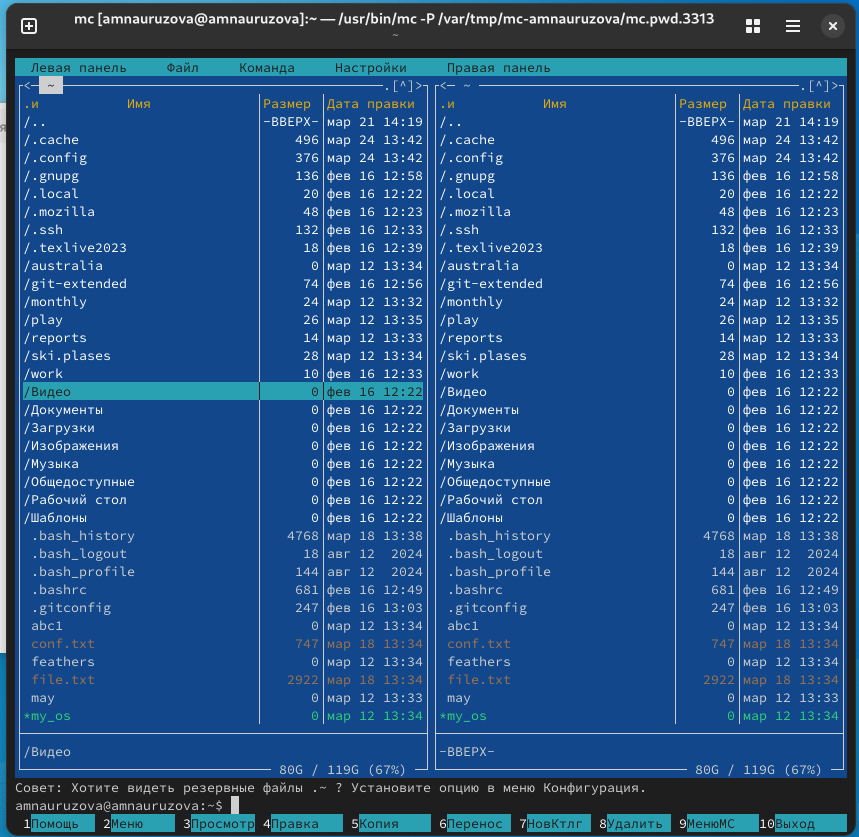 mc [amnauruzova@amnauruzova]:~ — /usr/bin/mc -P /var/tmp/mc-amnauruzova/mc.pwd.3313
~
Левая панель Файл Команда Настройки Правая панель
<─ ~ ─.[^]> <─ ~ ─.[^]>
.и Имя Размер Дата правки .и Имя Размер Дата правки
/.. -ВВЕРХ- мар 21 14:19 /.. -ВВЕРХ- мар 21 14:19
/.cache 496 мар 24 13:42 /.cache 496 мар 24 13:42
/.config 376 мар 24 13:42 /.config 376 мар 24 13:42
/.gnupg 136 фев 16 12:58 /.gnupg 136 фев 16 12:58
/.local 20 фев 16 12:22 /.local 20 фев 16 12:22
/.mozilla 48 фев 16 12:23 /.mozilla 48 фев 16 12:23
/.ssh 132 фев 16 12:33 /.ssh 132 фев 16 12:33
/.texlive2023 18 фев 16 12:39 /.texlive2023 18 фев 16 12:39
/australia 0 мар 12 13:34 /australia 0 мар 12 13:34
/git-extended 74 фев 16 12:56 /git-extended 74 фев 16 12:56
/monthly 24 мар 12 13:32 /monthly 24 мар 12 13:32
/play 26 мар 12 13:35 /play 26 мар 12 13:35
/reports 14 мар 12 13:33 /reports 14 мар 12 13:33
/ski.plases 28 мар 12 13:34 /ski.plases 28 мар 12 13:34
/work 10 фев 16 12:33 /work 10 фев 16 12:33
/Видео 0 фев 16 12:22 /Видео 0 фев 16 12:22
/Документы 0 фев 16 12:22 /Документы 0 фев 16 12:22
/Загрузки 0 фев 16 12:22 /Загрузки 0 фев 16 12:22
/Изображения 0 фев 16 12:22 /Изображения 0 фев 16 12:22
/Музыка 0 фев 16 12:22 /Музыка 0 фев 16 12:22
/Общедоступные 0 фев 16 12:22 /Общедоступные 0 фев 16 12:22
/Рабочий стол 0 фев 16 12:22 /Рабочий стол 0 фев 16 12:22
/Шаблоны 0 фев 16 12:22 /Шаблоны 0 фев 16 12:22
.bash_history 4768 мар 18 13:38 .bash_history 4768 мар 18 13:38
.bash_logout 18 авг 12 2024 .bash_logout 18 авг 12 2024
.bash_profile 144 авг 12 2024 .bash_profile 144 авг 12 2024
.bashrc 681 фев 16 12:49 .bashrc 681 фев 16 12:49
.gitconfig 247 фев 16 13:03 .gitconfig 247 фев 16 13:03
abc1 0 мар 12 13:34 abc1 0 мар 12 13:34
conf.txt 747 мар 18 13:34 conf.txt 747 мар 18 13:34
feathers 0 мар 12 13:34 feathers 0 мар 12 13:34
file.txt 2922 мар 18 13:34 file.txt 2922 мар 18 13:34
may 0 мар 12 13:33 may 0 мар 12 13:33
*my_os 0 мар 12 13:34 *my_os 0 мар 12 13:34
/Видео -ВВЕРХ-
80G / 119G (67%) 80G / 119G (67%)
Совет: Хотите видеть резервные файлы .~ ? Установите опцию в меню Конфигурация.
amnauruzova@amnauruzova:~$
1Помощь 2Меню 3Просмотр 4Правка 5Копия 6Перенос 7НовКтлг 8Удалить 9МенюМС 10Выход